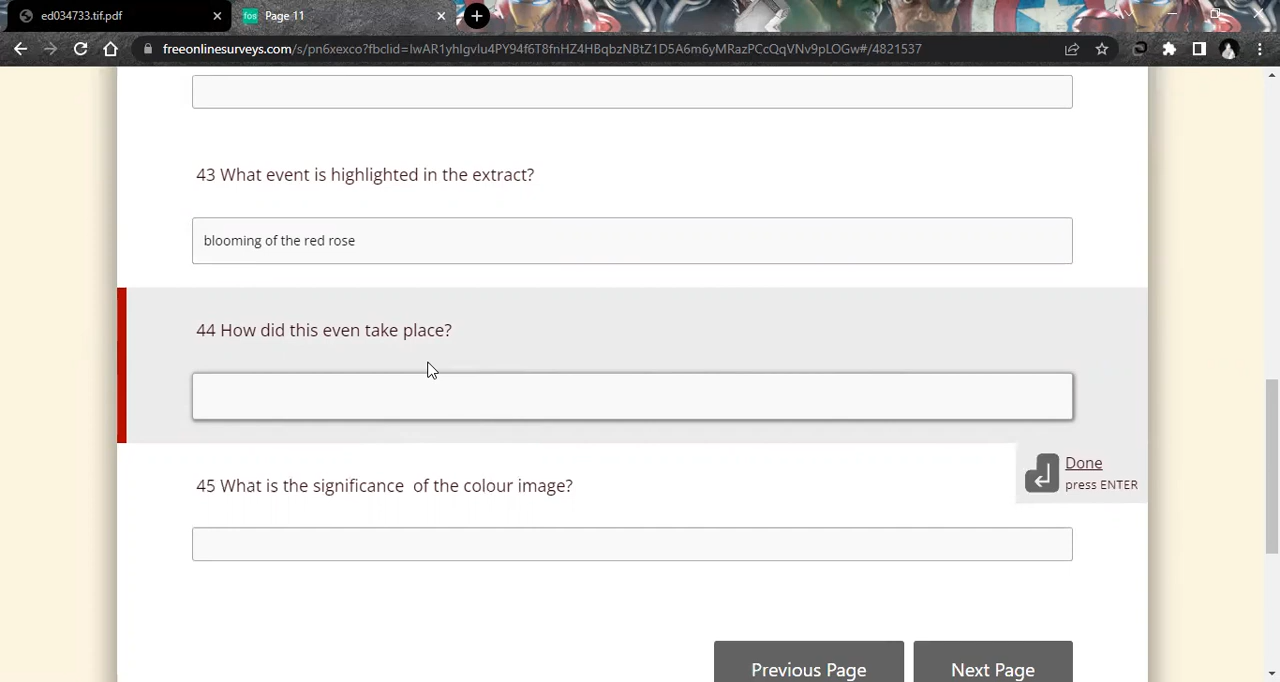 ed034733.tif.pdf
fos Page 11
freeonlinesurveys.com/s/pn6xexco?fbclid=IwAR1yhlgvlu4PY94f6T8fnHZ4HBqbzNBtZ1D5A6m6yMRazPCcQqVNv9pLOGw#/4821537
43 What event is highlighted in the extract?
blooming of the red rose
44 How did this even take place?
Done
press ENTER
45 What is the significance of the colour image?
Previous Page
Next Page